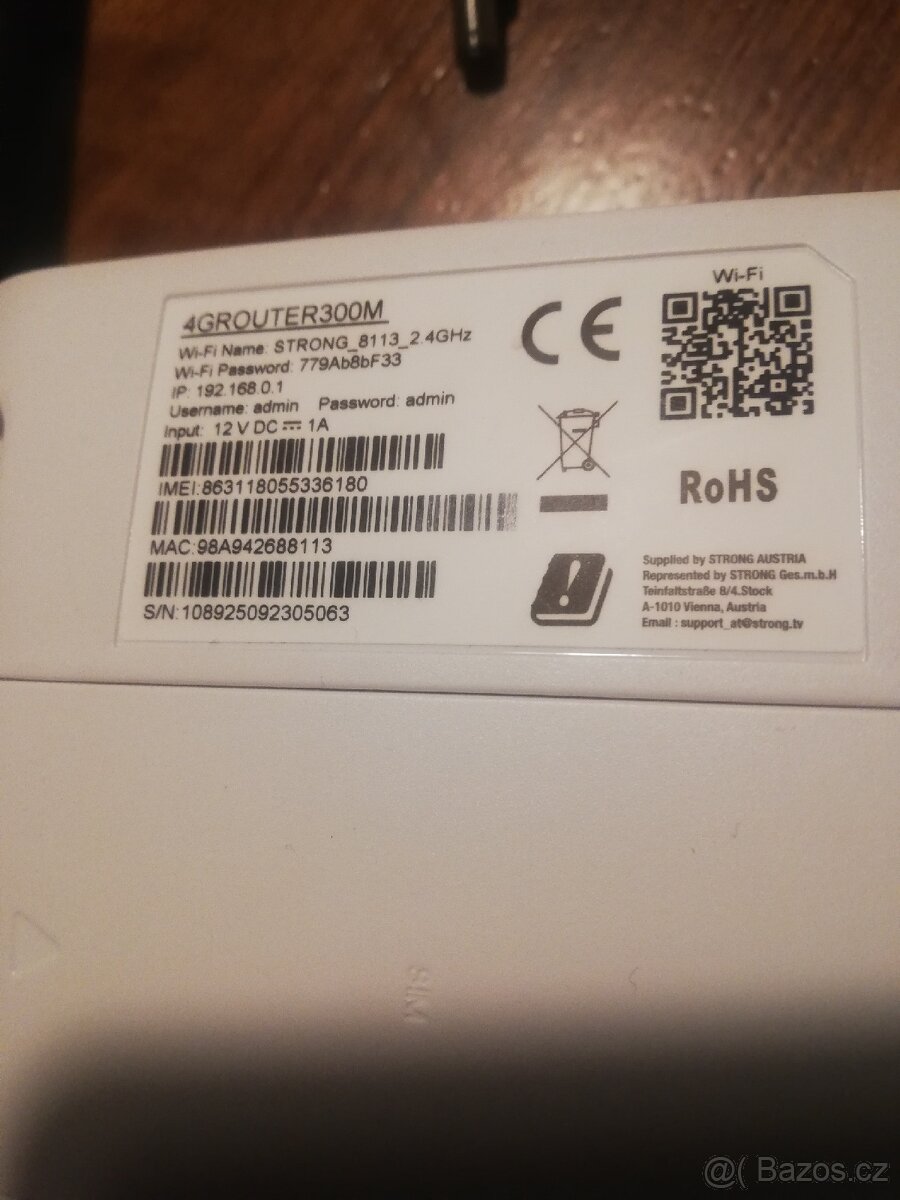 4GROUTER300M
Wi-Fi Name: STRONG_8113_2.4GHz
Wi-Fi Password: 779Ab8bF33
IP: 192.168.0.1
Username: admin Password: admin
Input: 12 V DC ⎓ 1A
IMEI:863118055336180
MAC:98A942688113
S/N:108925092305063
CE
Wi-Fi
RoHS
Supplied by STRONG AUSTRIA
Represented by STRONG Ges.m.b.H
Teinfaltstraße 8/4.Stock
A-1010 Vienna, Austria
Email : support_at@strong.tv
SIM
@( Bazos.cz